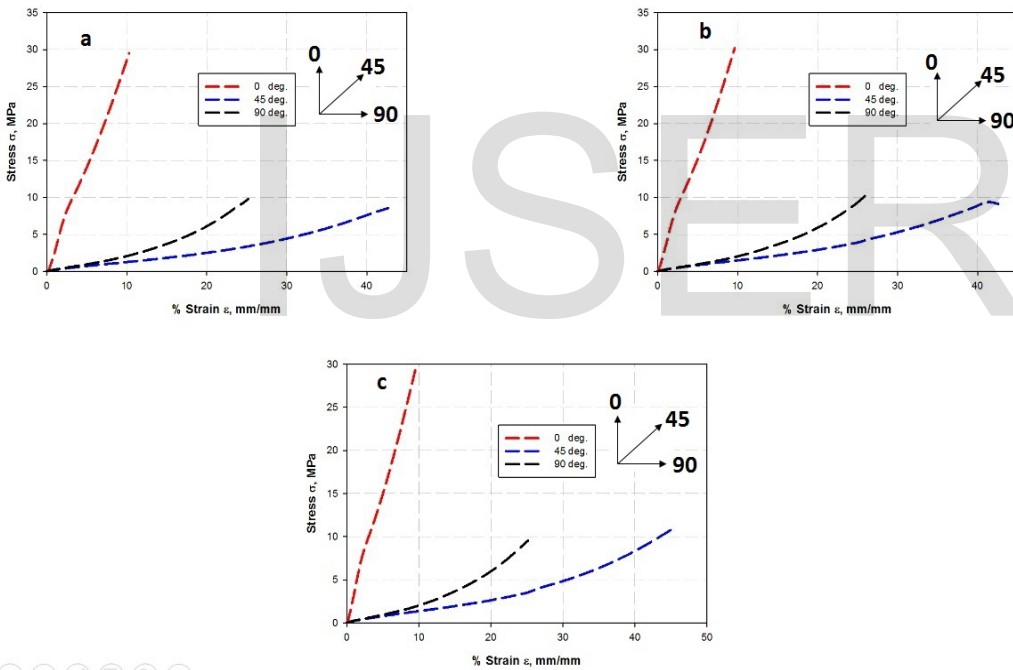 a
35
30
25
20
15
10
5
0
Stress σ, MPa
0 deg.
45 deg.
90 deg.
0
45
90
0 10 20 30 40
% Strain ε, mm/mm
b
35
30
25
20
15
10
5
0
Stress σ, MPa
0 deg.
45 deg.
90 deg.
0
45
90
0 10 20 30 40
% Strain ε, mm/mm
IJSER
c
30
25
20
15
10
5
0
Stress σ, MPa
0 deg.
45 deg.
90 deg.
0
45
90
0 10 20 30 40 50
% Strain ε, mm/mm